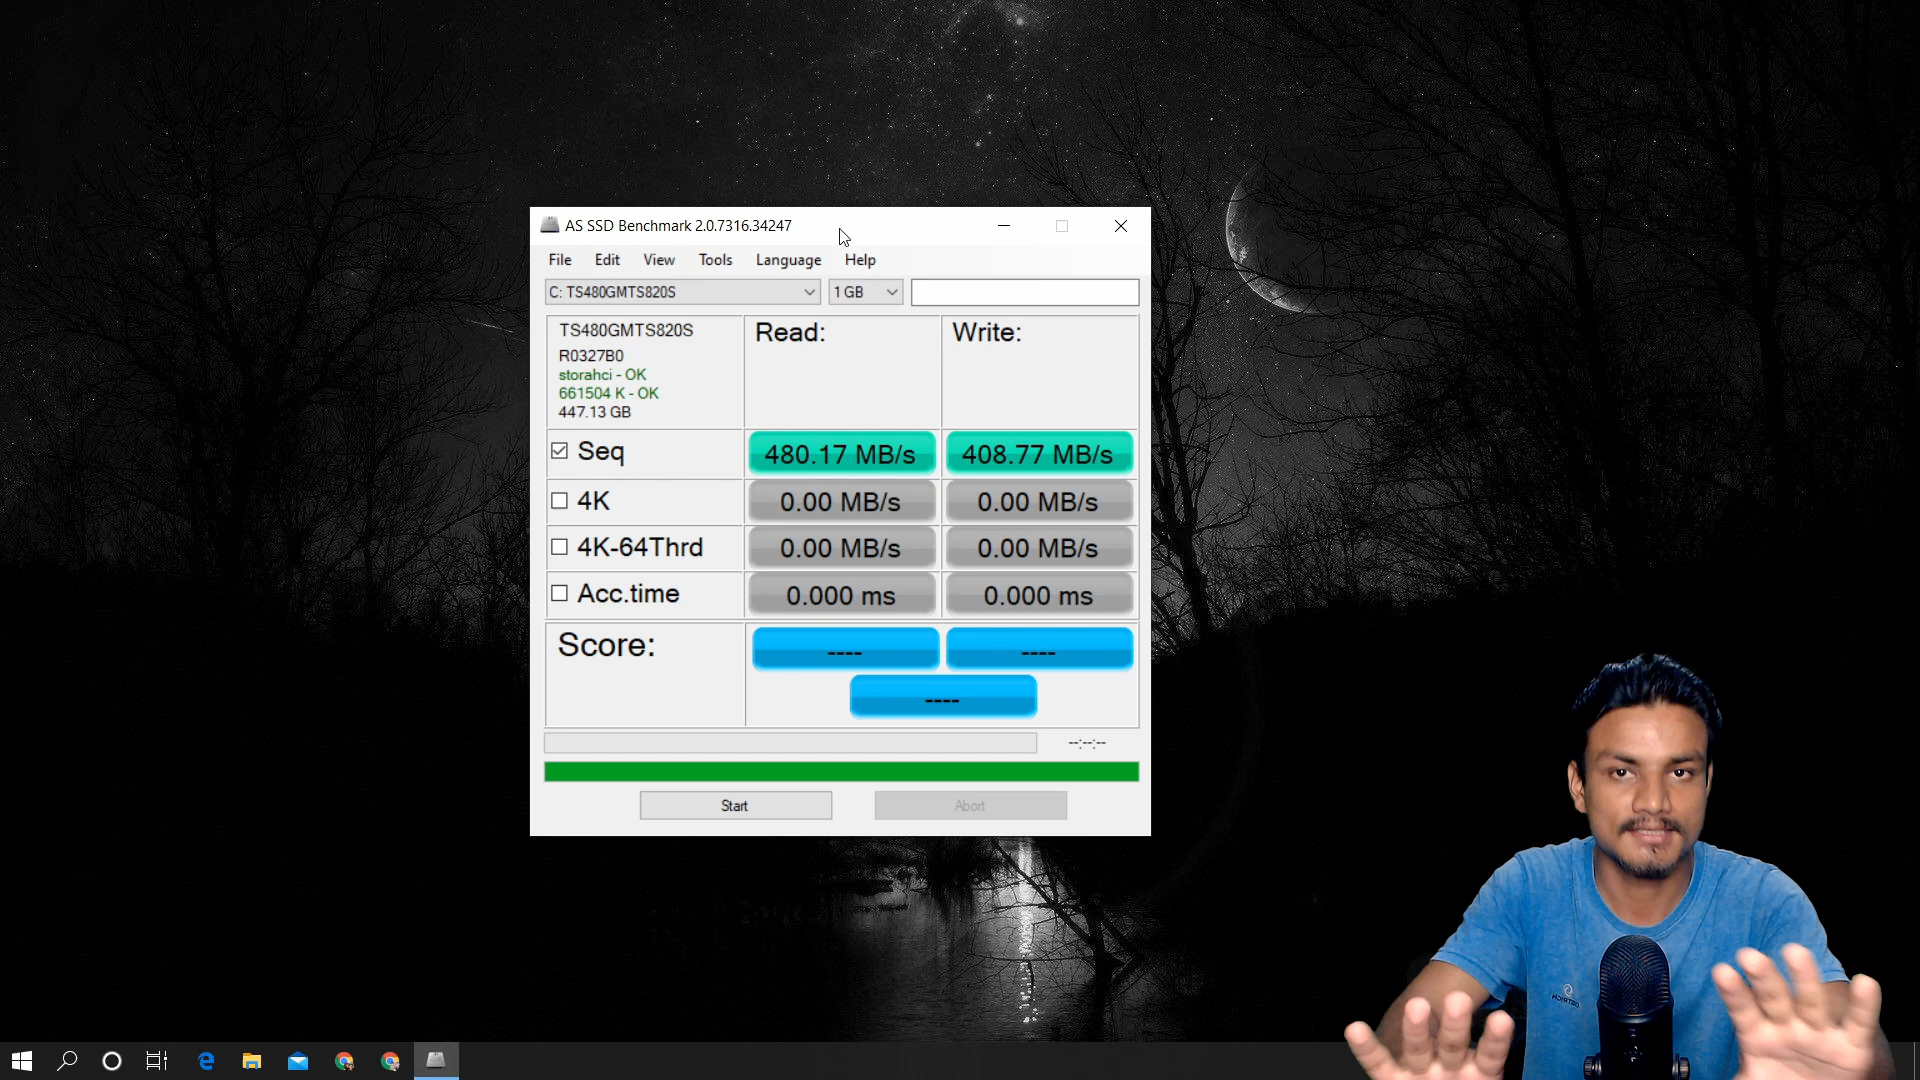 AS SSD Benchmark 2.0.7316.34247
File Edit View Tools Language Help
C: TS480GMTS820S 1 GB
TS480GMTS820S Read: Write:
R0327B0
storahci - OK
661504 K - OK
447.13 GB
Seq 480.17 MB/s 408.77 MB/s
4K 0.00 MB/s 0.00 MB/s
4K-64Thrd 0.00 MB/s 0.00 MB/s
Acc.time 0.000 ms 0.000 ms
Score: ---- ----
----
--:--:--
Start Abort